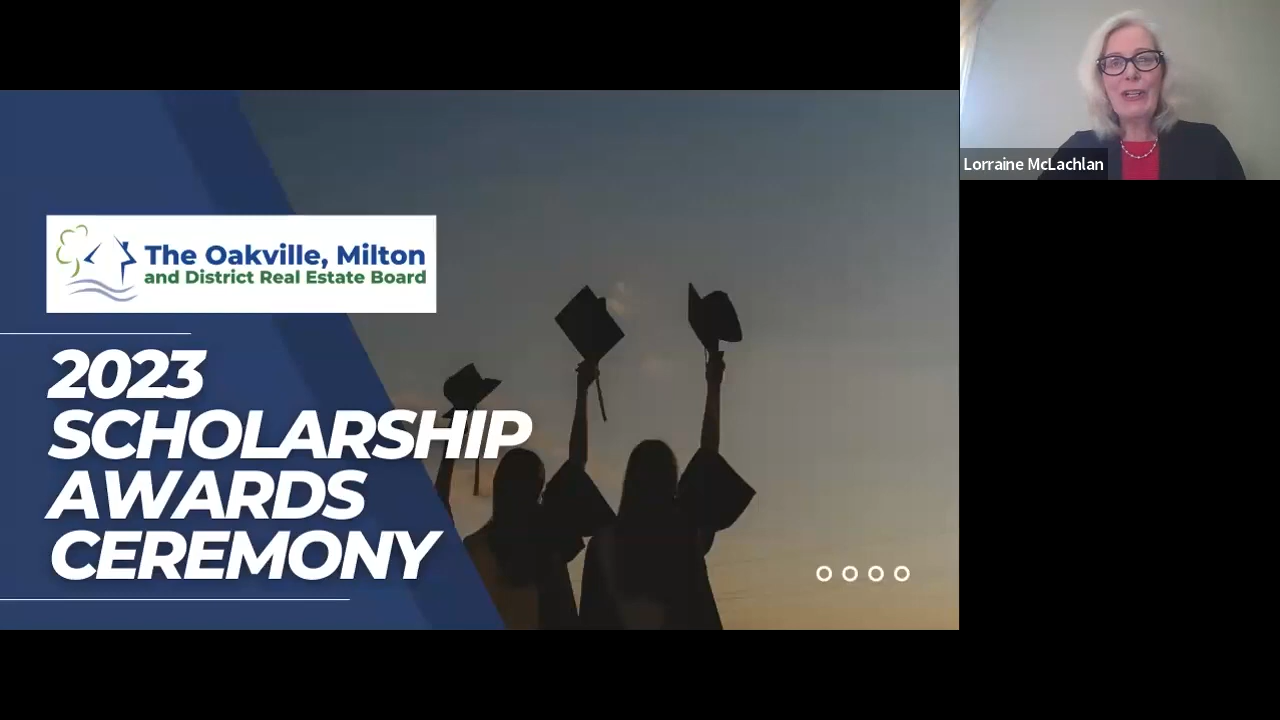 Lorraine McLachlan
The Oakville, Milton
and District Real Estate Board
2023
SCHOLARSHIP
AWARDS
CEREMONY